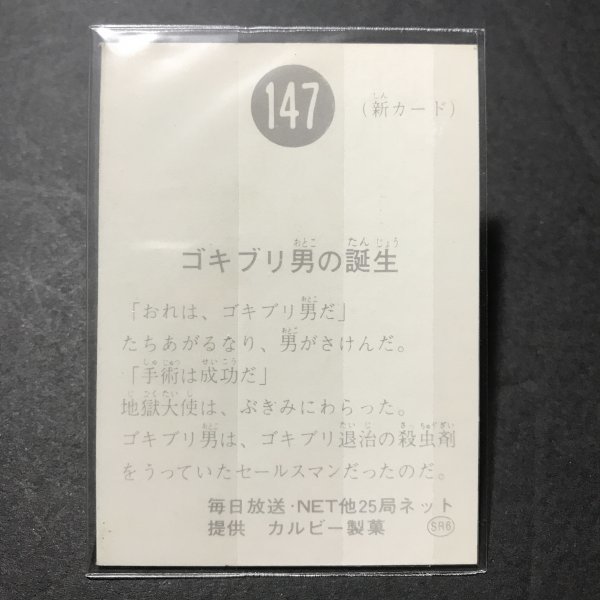 147
(新カード)
ゴキブリ男の誕生
「おれは、ゴキブリ男だ」
たちあがるなり、男がさけんだ。
「手術は成功だ」
地獄大使は、ぶきみにわらった。
ゴキブリ男は、ゴキブリ退治の殺虫剤
をうっていたセールスマンだったのだ。
毎日放送・NET他25局ネット
提供 カルビー製菓 SR6